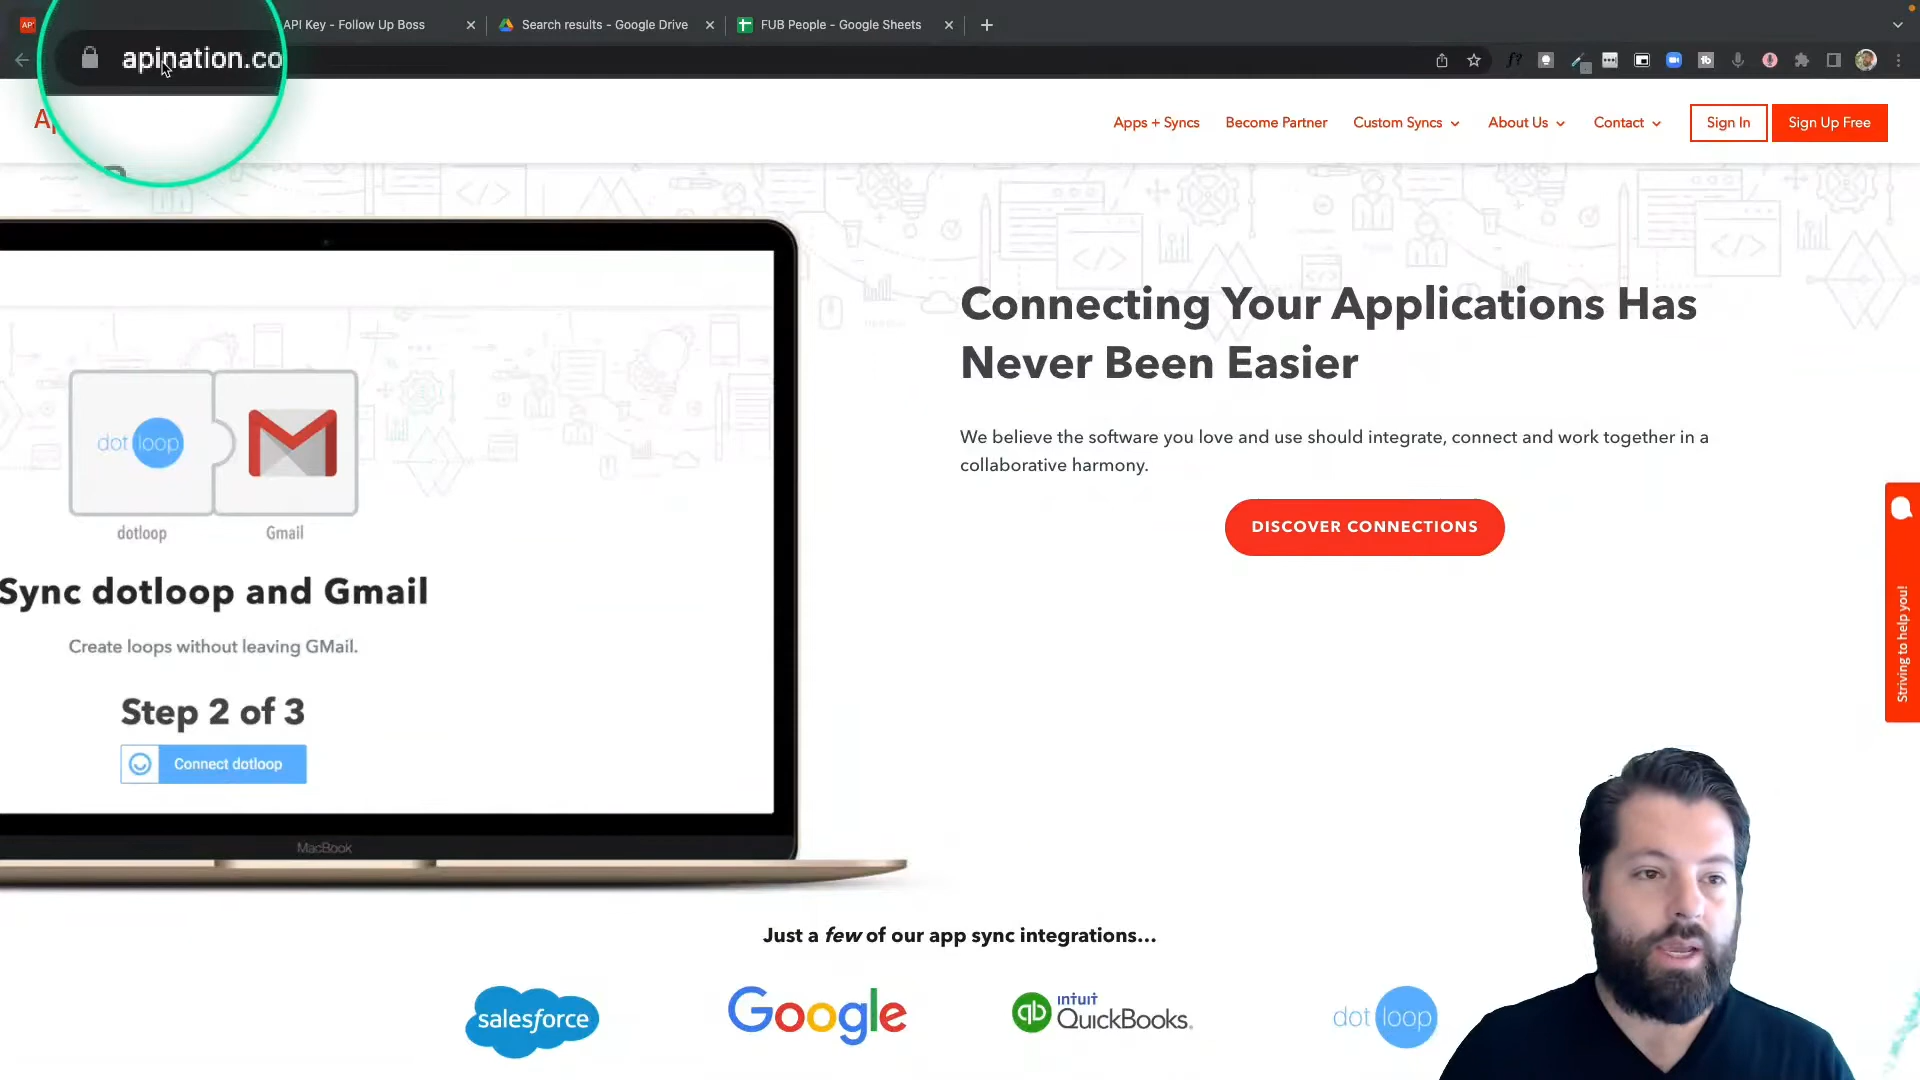 AP
API Key - Follow Up Boss
Search results - Google Drive
FUB People - Google Sheets
apination.co
Apps + Syncs
Become Partner
Custom Syncs
About Us
Contact
Sign In
Sign Up Free
Connecting Your Applications Has
Never Been Easier
We believe the software you love and use should integrate, connect and work together in a
collaborative harmony.
DISCOVER CONNECTIONS
dotloop
dotloop
Gmail
Sync dotloop and Gmail
Create loops without leaving GMail.
Step 2 of 3
Connect dotloop
MacBook
Striving to help you!
Just a few of our app sync integrations...
salesforce
Google
qb intuit
QuickBooks.
dotloop